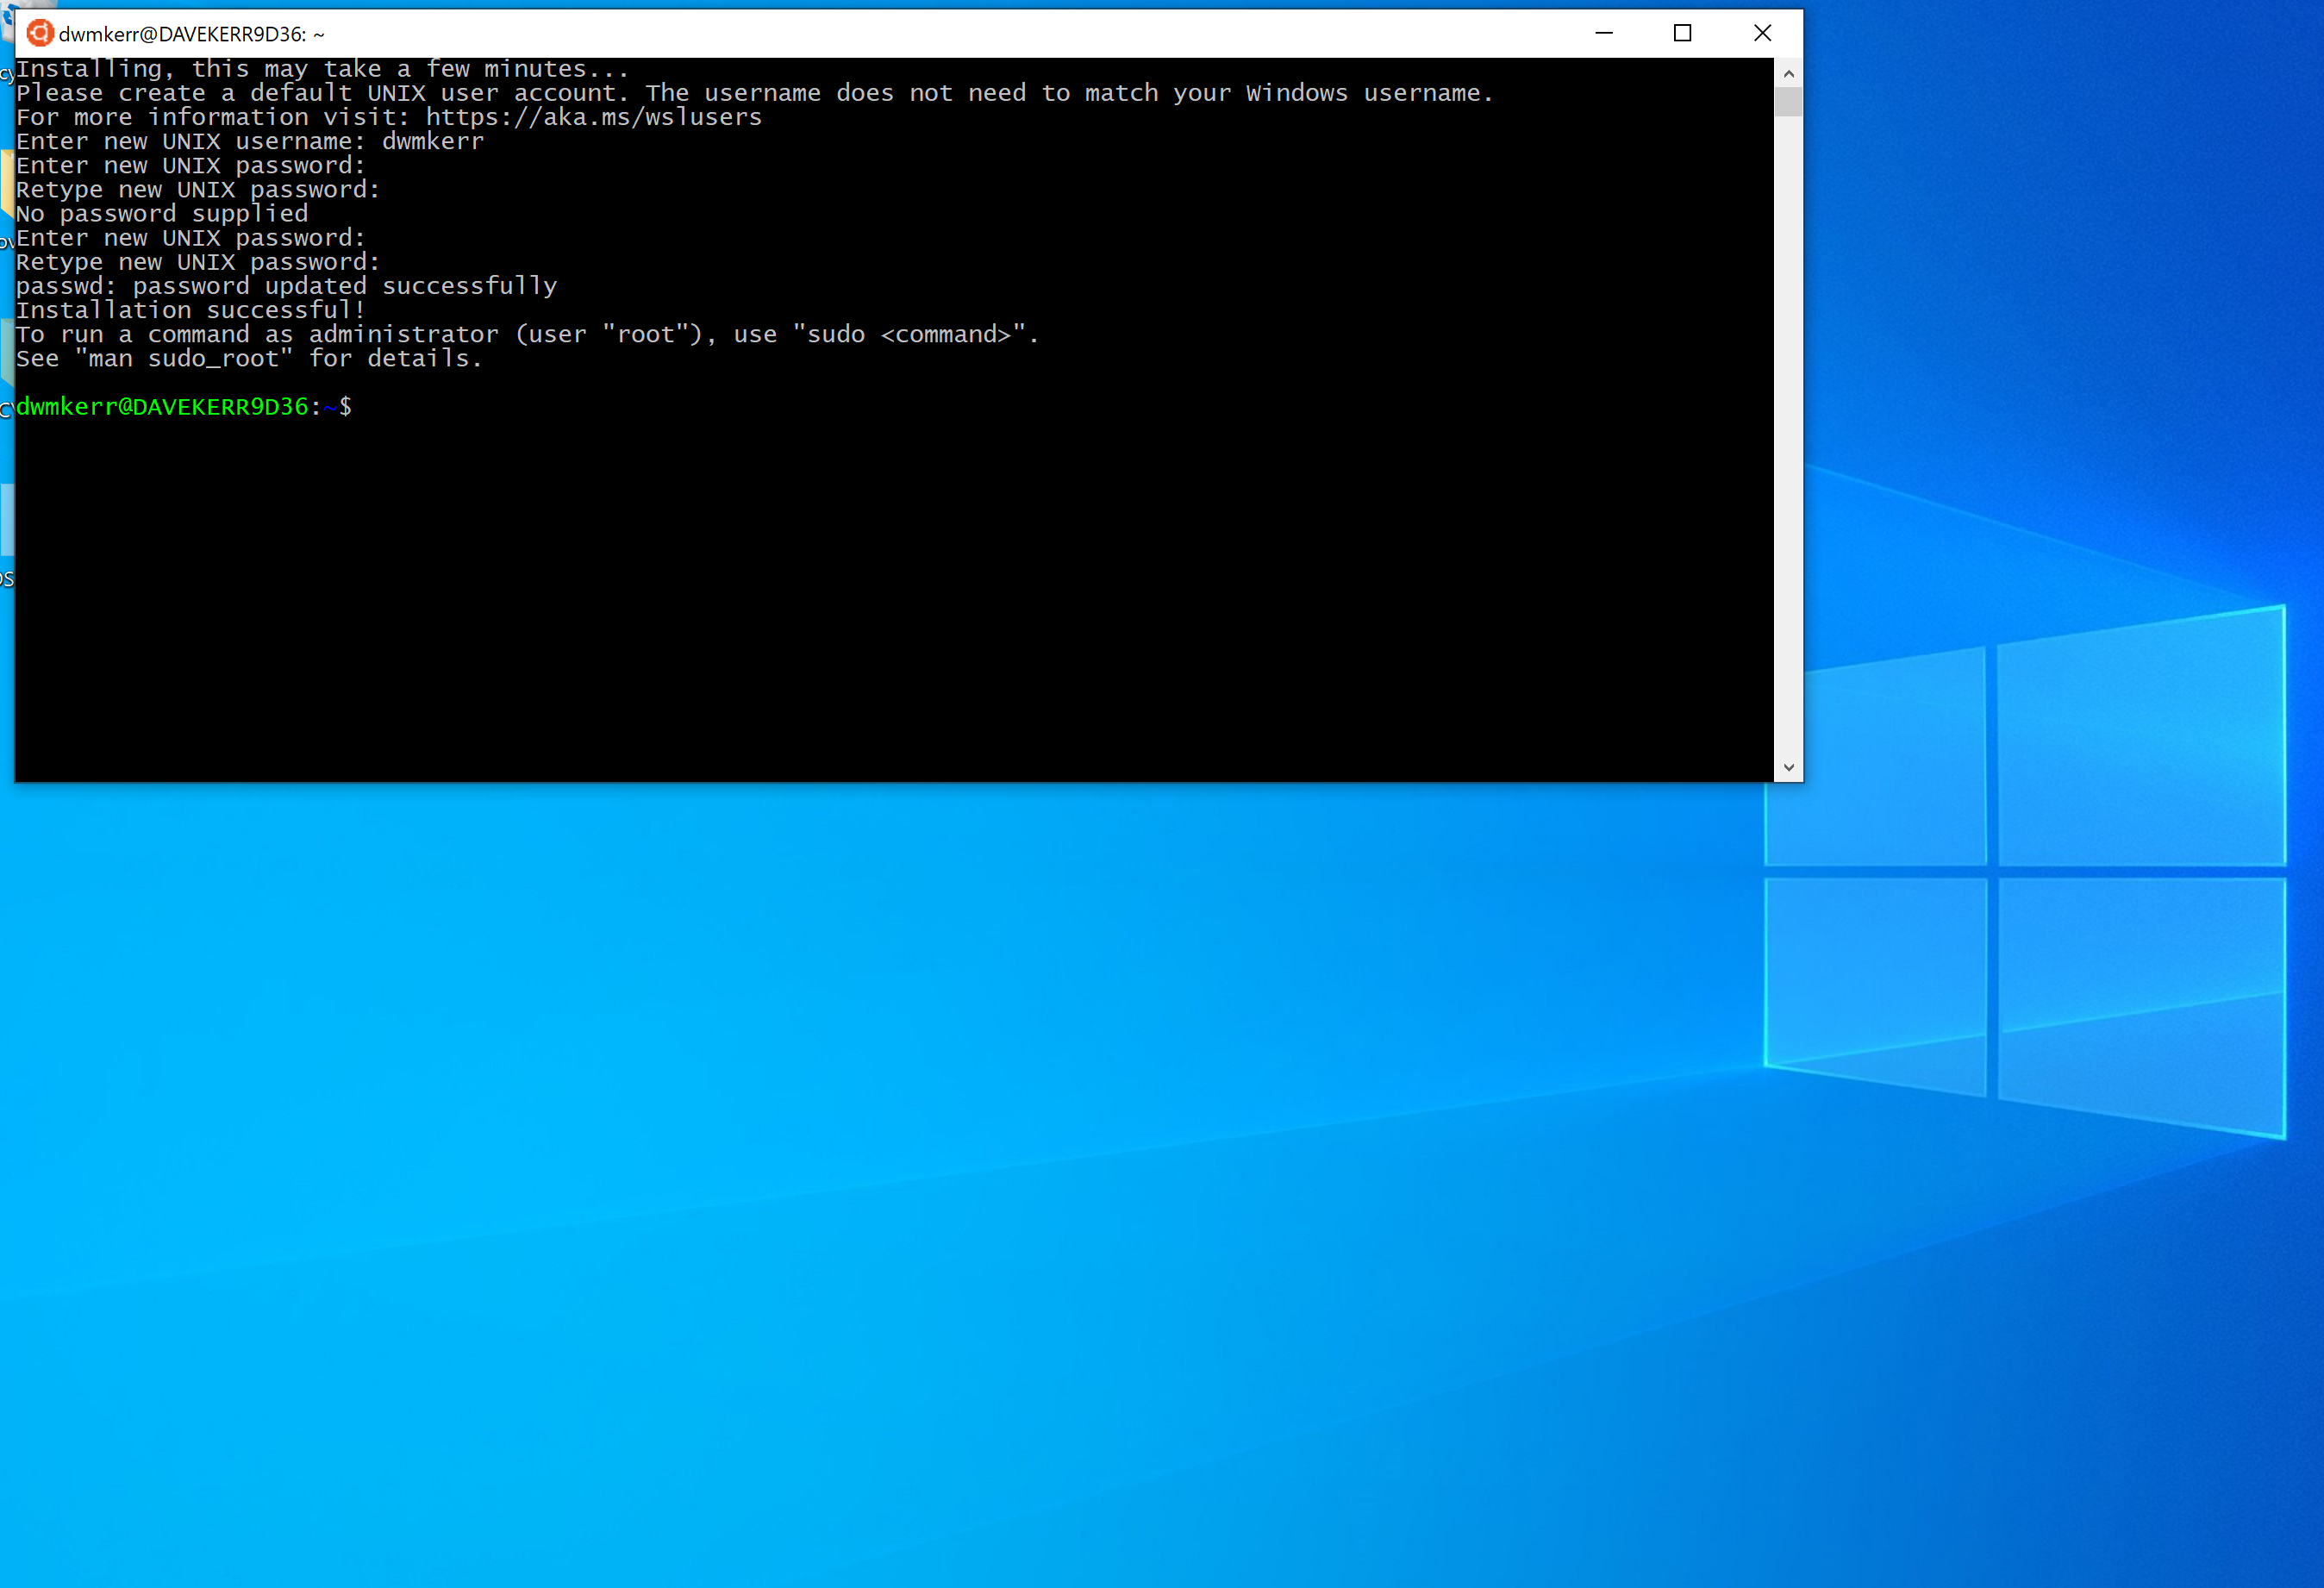 dwmkerr@DAVEKERR9D36: ~
Installing, this may take a few minutes...
Please create a default UNIX user account. The username does not need to match your Windows username.
For more information visit: https://aka.ms/wslusers
Enter new UNIX username: dwmkerr
Enter new UNIX password:
Retype new UNIX password:
No password supplied
Enter new UNIX password:
Retype new UNIX password:
passwd: password updated successfully
Installation successful!
To run a command as administrator (user "root"), use "sudo <command>".
See "man sudo_root" for details.
dwmkerr@DAVEKERR9D36:~$